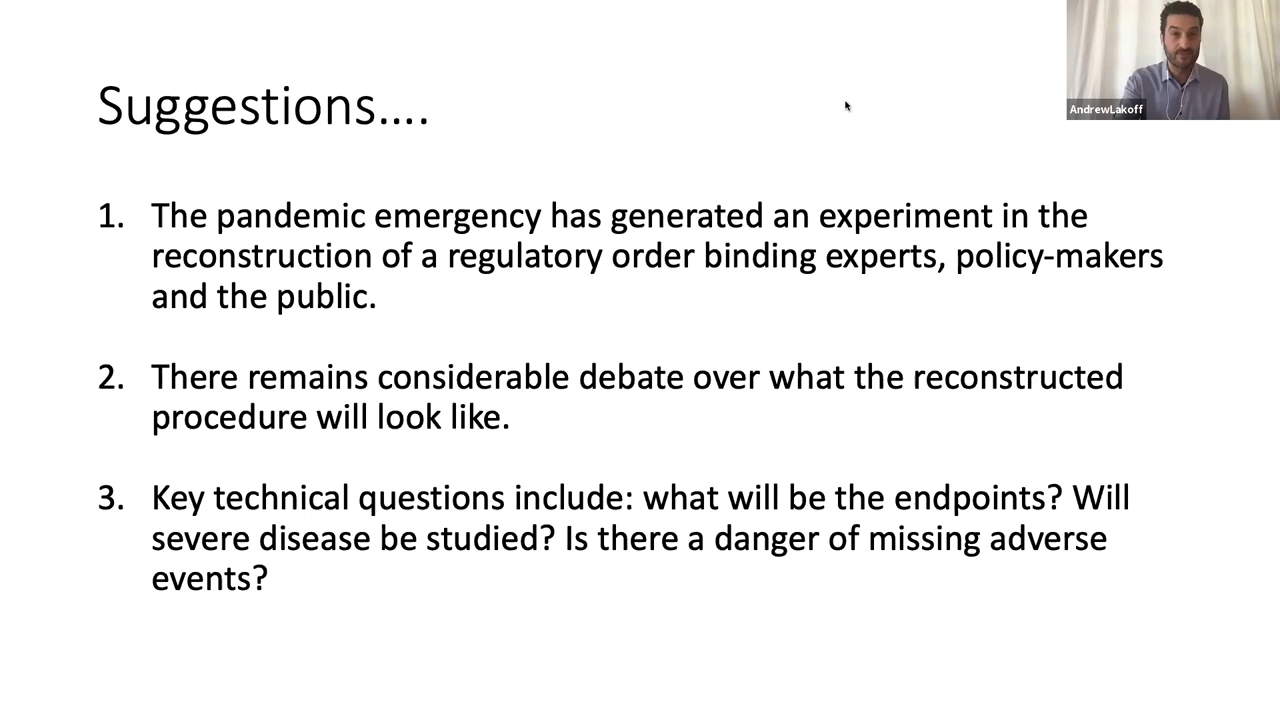 AndrewLakoff
Suggestions....
1. The pandemic emergency has generated an experiment in the
reconstruction of a regulatory order binding experts, policy-makers
and the public.
2. There remains considerable debate over what the reconstructed
procedure will look like.
3. Key technical questions include: what will be the endpoints? Will
severe disease be studied? Is there a danger of missing adverse
events?